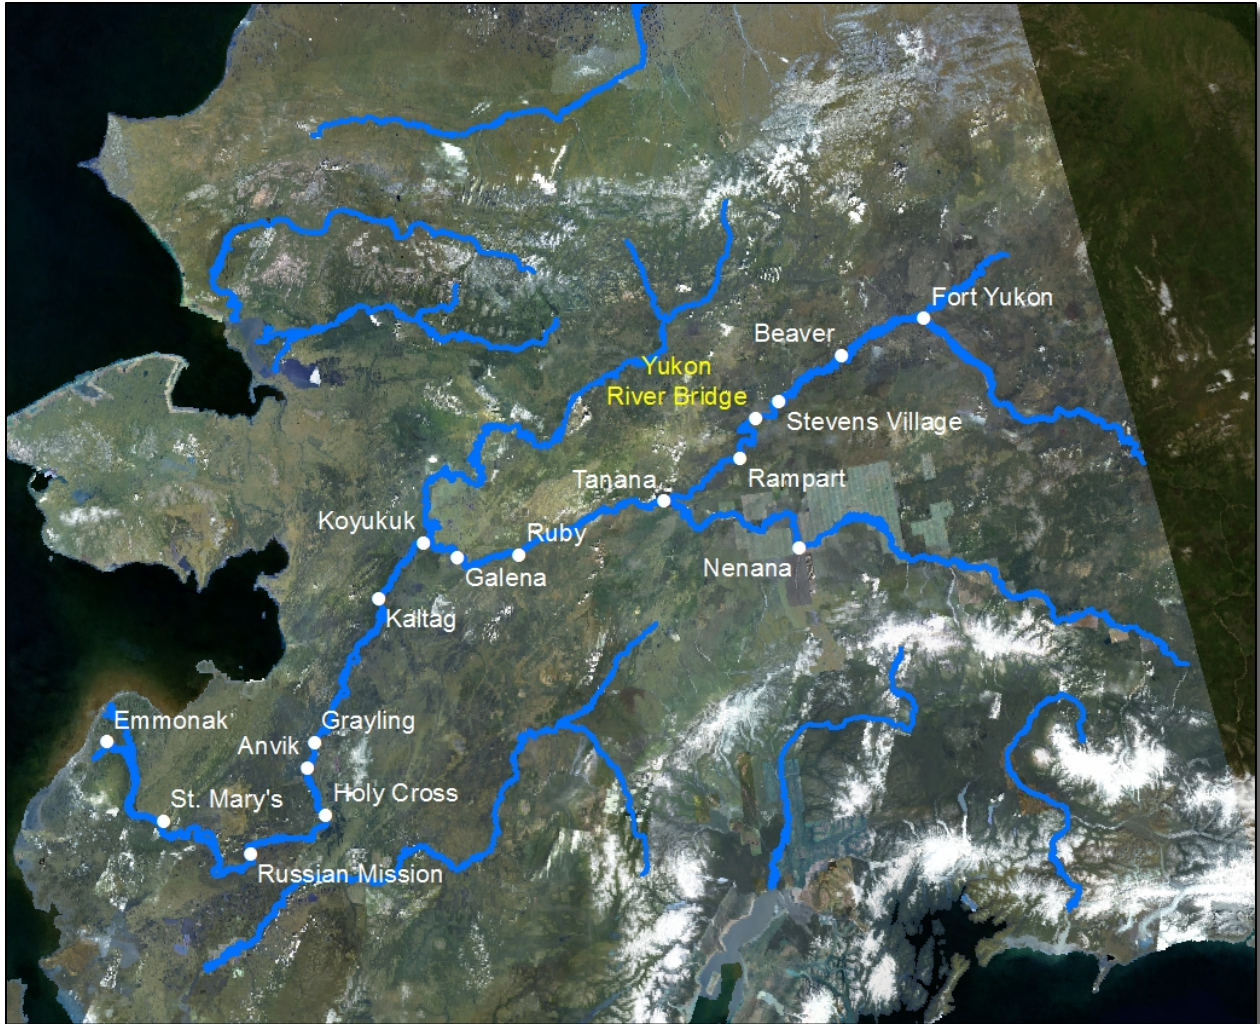 Fort Yukon
Beaver
Yukon
River Bridge
Stevens Village
Tanana
Rampart
Koyukuk
Ruby
Nenana
Galena
Kaltag
Emmonak
Grayling
Anvik
St. Mary's
Holy Cross
Russian Mission